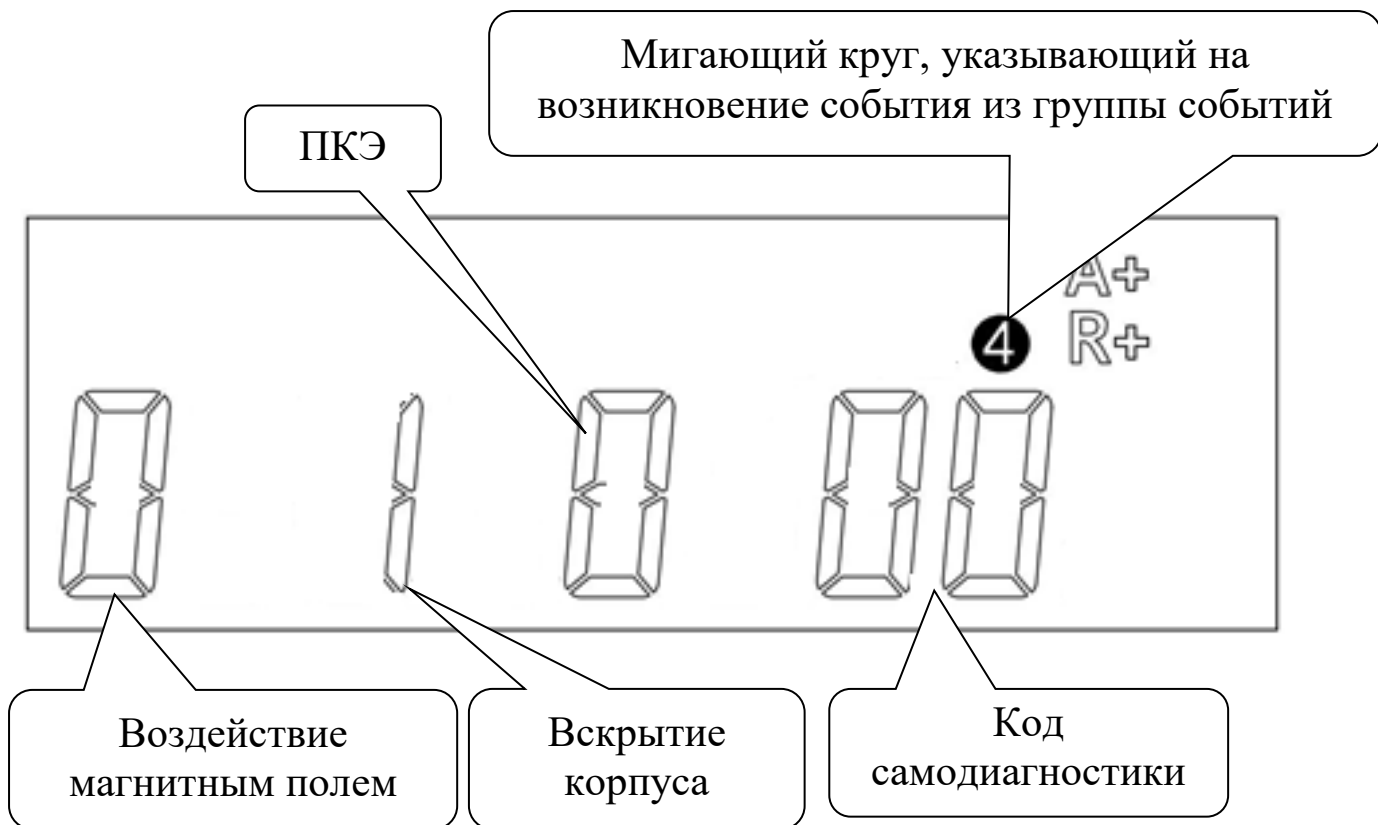 Мигающий круг, указывающий на
возникновение события из группы событий
ПКЭ
A+
4 R+
0 1 0 00
Воздействие
магнитным полем
Вскрытие
корпуса
Код
самодиагностики